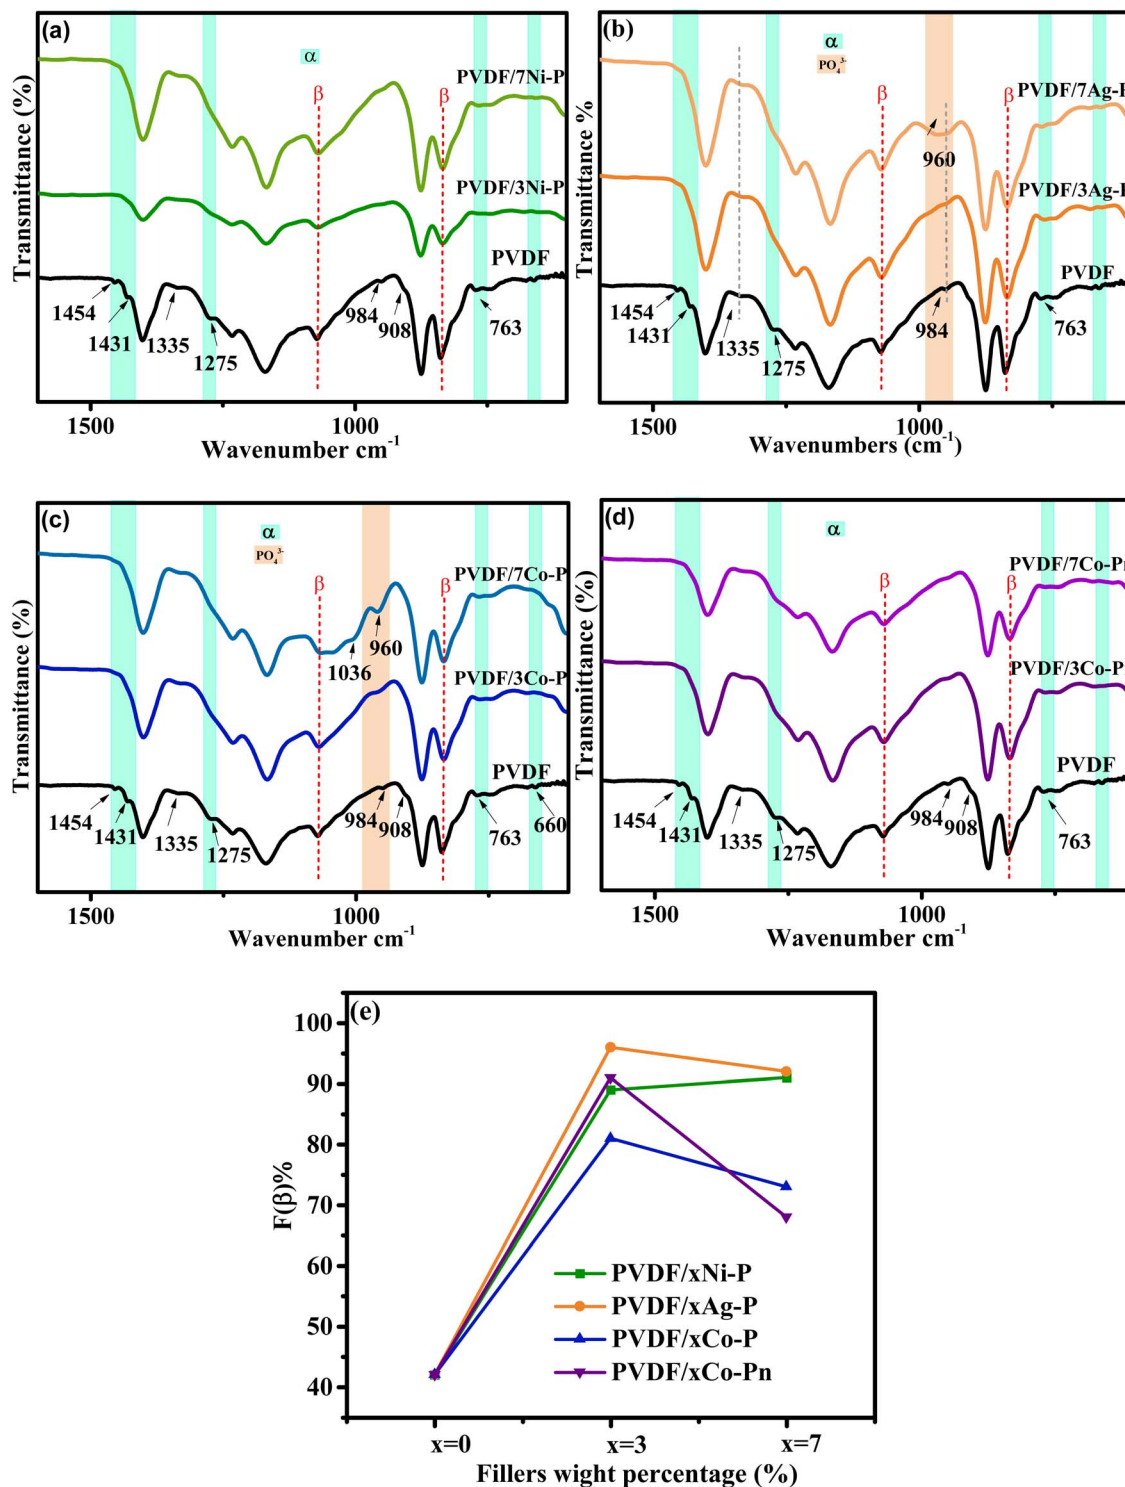 (a)
α
PVDF/7Ni-P
β
β
PVDF/3Ni-P
PVDF
1454
1431
1335
1275
984
908
763
Transmittance (%)
1500
1000
Wavenumber cm⁻¹
(b)
α
PO₄³⁻
PVDF/7Ag-P
β
β
960
PVDF/3Ag-P
PVDF
1454
1431
1335
1275
984
763
Transmittance %
1500
1000
Wavenumbers (cm⁻¹)
(c)
α
PO₄³⁻
PVDF/7Co-P
β
β
960
1036
PVDF/3Co-P
PVDF
1454
1431
1335
1275
984
908
763
660
Transmittance (%)
1500
1000
Wavenumber cm⁻¹
(d)
α
PVDF/7Co-Pn
β
β
PVDF/3Co-P
PVDF
1454
1431
1335
1275
984
908
763
Transmittance (%)
1500
1000
Wavenumber cm⁻¹
(e)
100
90
80
70
60
50
40
F(β)%
PVDF/xNi-P
PVDF/xAg-P
PVDF/xCo-P
PVDF/xCo-Pn
x=0
x=3
x=7
Fillers wight percentage (%)